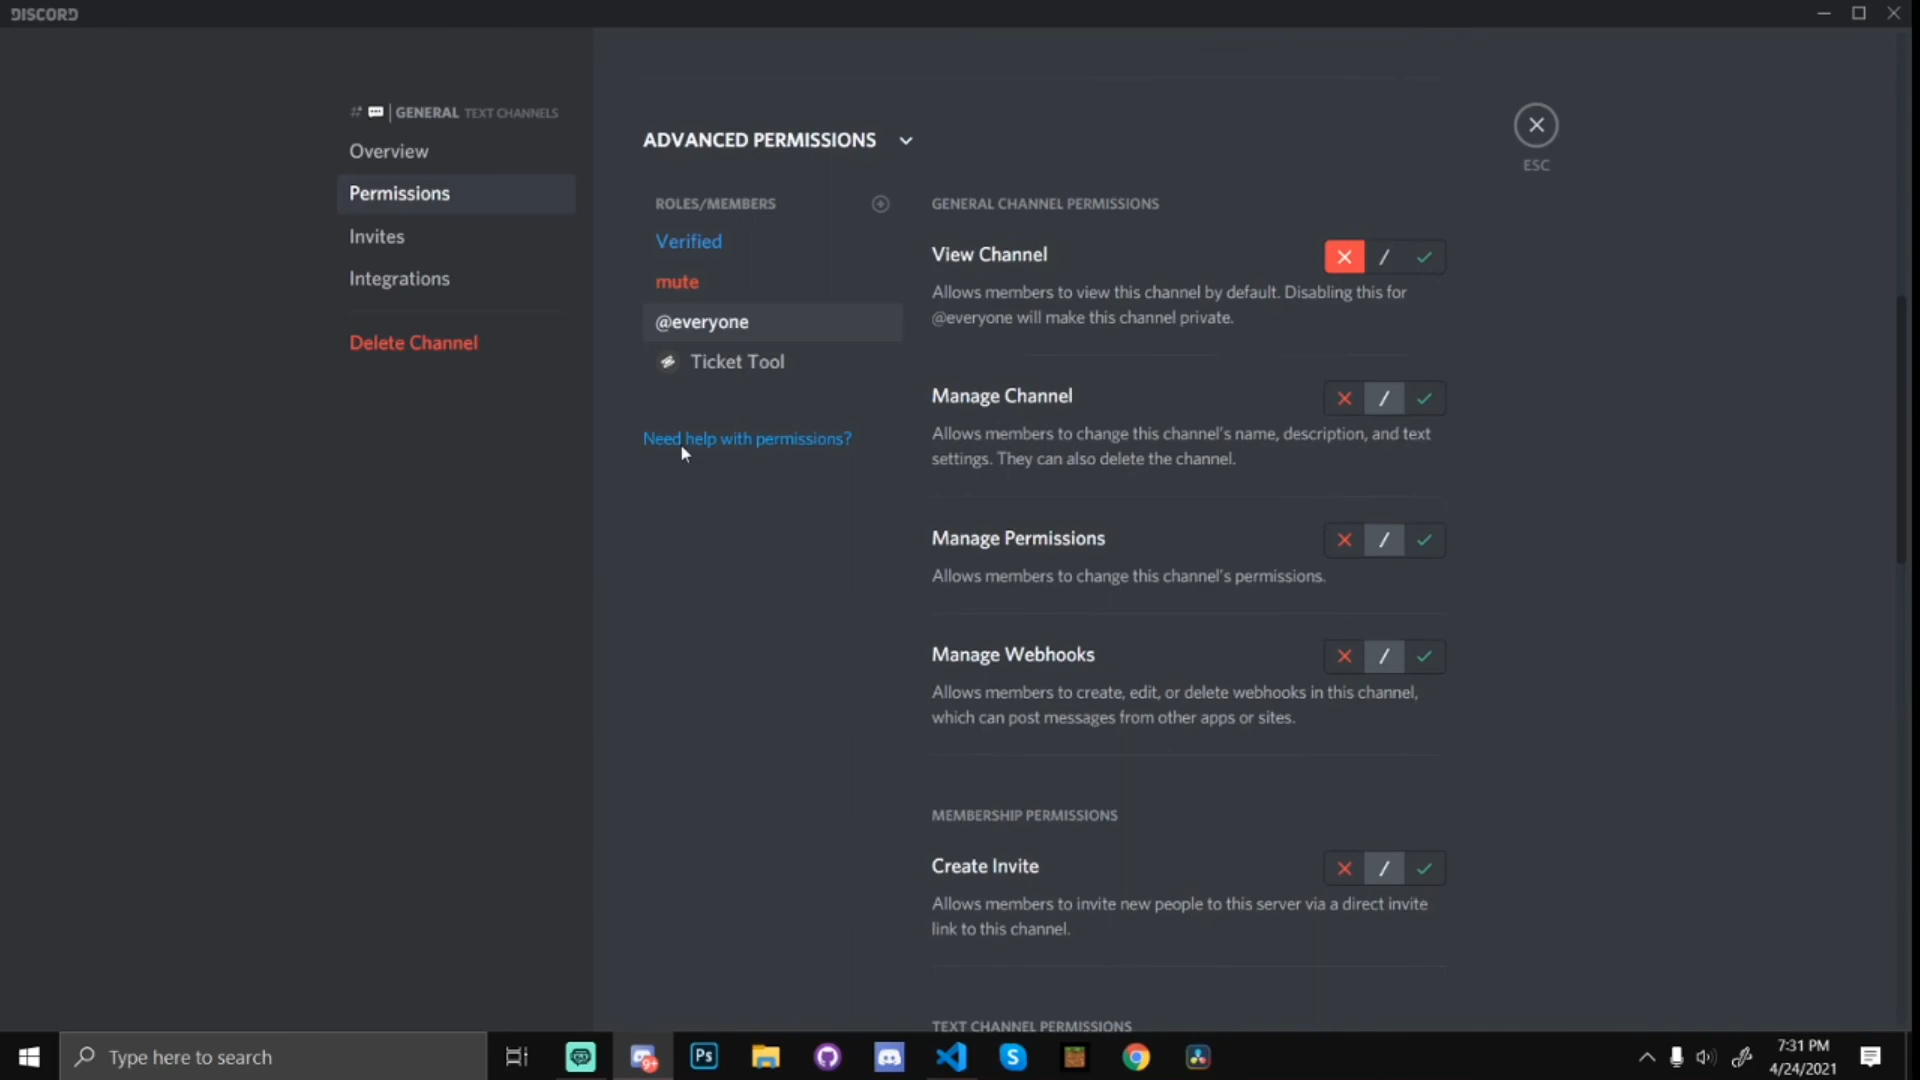 DISCORD
GENERAL TEXT CHANNELS
Overview
Permissions
Invites
Integrations
Delete Channel
ADVANCED PERMISSIONS
ESC
ROLES/MEMBERS
Verified
mute
@everyone
Ticket Tool
Need help with permissions?
GENERAL CHANNEL PERMISSIONS
View Channel
Allows members to view this channel by default. Disabling this for
@everyone will make this channel private.
Manage Channel
Allows members to change this channel's name, description, and text
settings. They can also delete the channel.
Manage Permissions
Allows members to change this channel's permissions.
Manage Webhooks
Allows members to create, edit, or delete webhooks in this channel,
which can post messages from other apps or sites.
MEMBERSHIP PERMISSIONS
Create Invite
Allows members to invite new people to this server via a direct invite
link to this channel.
TEXT CHANNEL PERMISSIONS
Type here to search
9+
Ps
S
7:31 PM
4/24/2021